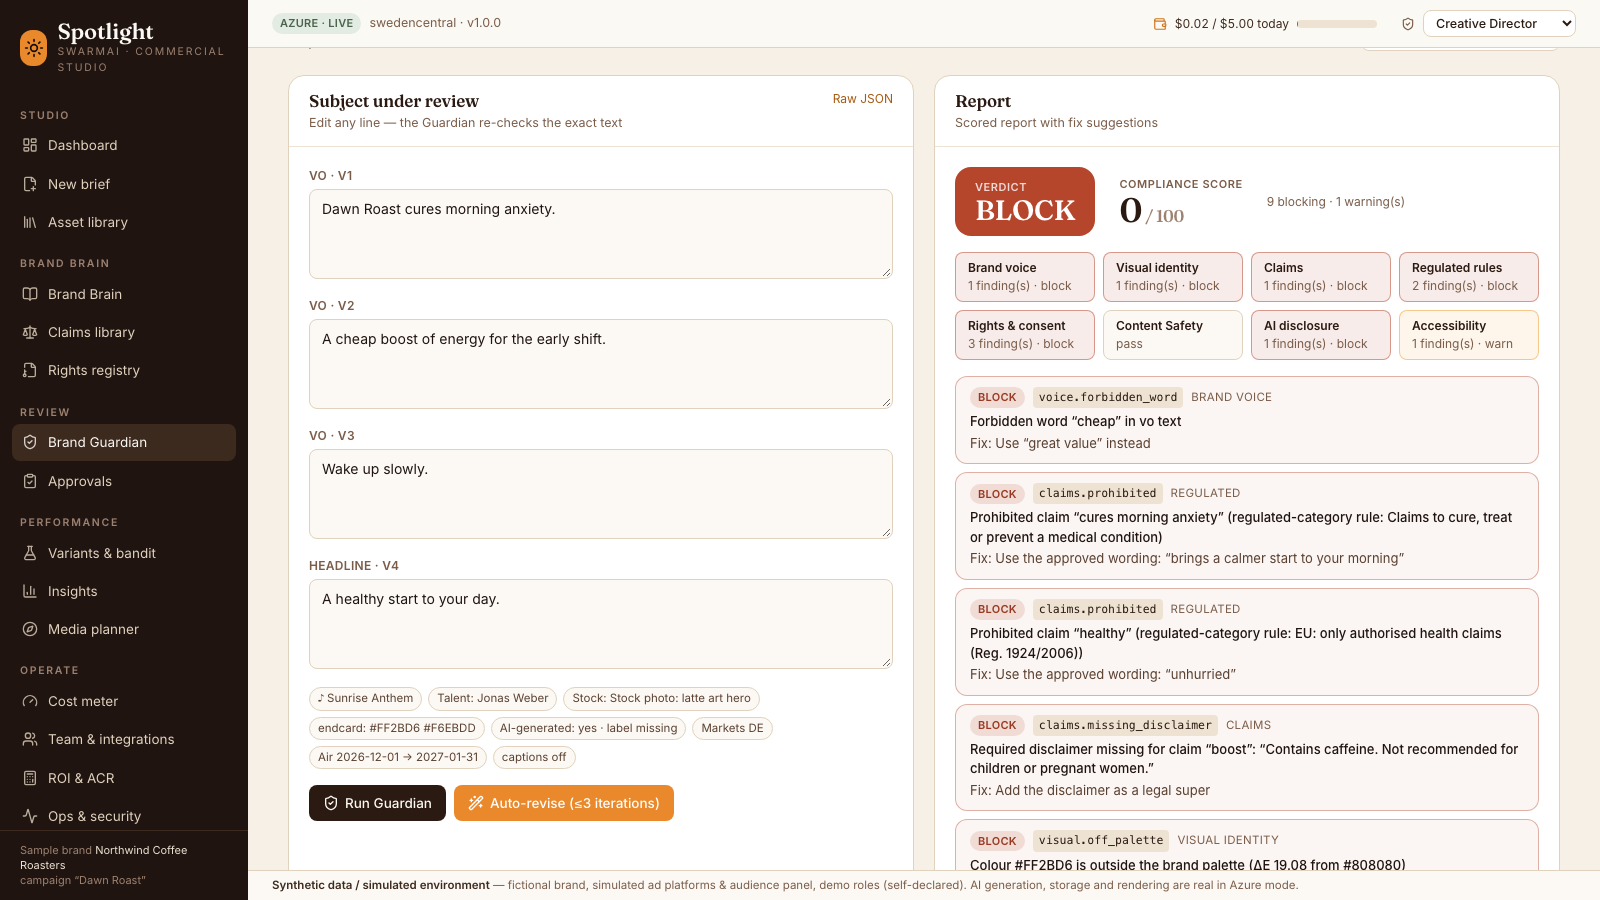 Spotlight
SWARMAI · COMMERCIAL
STUDIO
STUDIO
Dashboard
New brief
Asset library
BRAND BRAIN
Brand Brain
Claims library
Rights registry
REVIEW
Brand Guardian
Approvals
PERFORMANCE
Variants & bandit
Insights
Media planner
OPERATE
Cost meter
Team & integrations
ROI & ACR
Ops & security
Sample brand Northwind Coffee
Roasters
campaign “Dawn Roast”
AZURE · LIVE swedencentral · v1.0.0
$0.02 / $5.00 today
Creative Director
Subject under review
Raw JSON
Edit any line — the Guardian re-checks the exact text
VO · V1
Dawn Roast cures morning anxiety.
VO · V2
A cheap boost of energy for the early shift.
VO · V3
Wake up slowly.
HEADLINE · V4
A healthy start to your day.
♪ Sunrise Anthem
Talent: Jonas Weber
Stock: Stock photo: latte art hero
endcard: #FF2BD6 #F6EBDD
AI-generated: yes · label missing
Markets DE
Air 2026-12-01 → 2027-01-31
captions off
Run Guardian
Auto-revise (≤3 iterations)
Report
Scored report with fix suggestions
VERDICT
BLOCK
COMPLIANCE SCORE
0 / 100
9 blocking · 1 warning(s)
Brand voice
1 finding(s) · block
Visual identity
1 finding(s) · block
Claims
1 finding(s) · block
Regulated rules
2 finding(s) · block
Rights & consent
3 finding(s) · block
Content Safety
pass
AI disclosure
1 finding(s) · block
Accessibility
1 finding(s) · warn
BLOCK voice.forbidden_word BRAND VOICE
Forbidden word “cheap” in vo text
Fix: Use “great value” instead
BLOCK claims.prohibited REGULATED
Prohibited claim “cures morning anxiety” (regulated-category rule: Claims to cure, treat
or prevent a medical condition)
Fix: Use the approved wording: “brings a calmer start to your morning”
BLOCK claims.prohibited REGULATED
Prohibited claim “healthy” (regulated-category rule: EU: only authorised health claims
(Reg. 1924/2006))
Fix: Use the approved wording: “unhurried”
BLOCK claims.missing_disclaimer CLAIMS
Required disclaimer missing for claim “boost”: “Contains caffeine. Not recommended for
children or pregnant women.”
Fix: Add the disclaimer as a legal super
BLOCK visual.off_palette VISUAL IDENTITY
Colour #FF2BD6 is outside the brand palette (ΔE 19.08 from #808080)
Synthetic data / simulated environment — fictional brand, simulated ad platforms & audience panel, demo roles (self-declared). AI generation, storage and rendering are real in Azure mode.